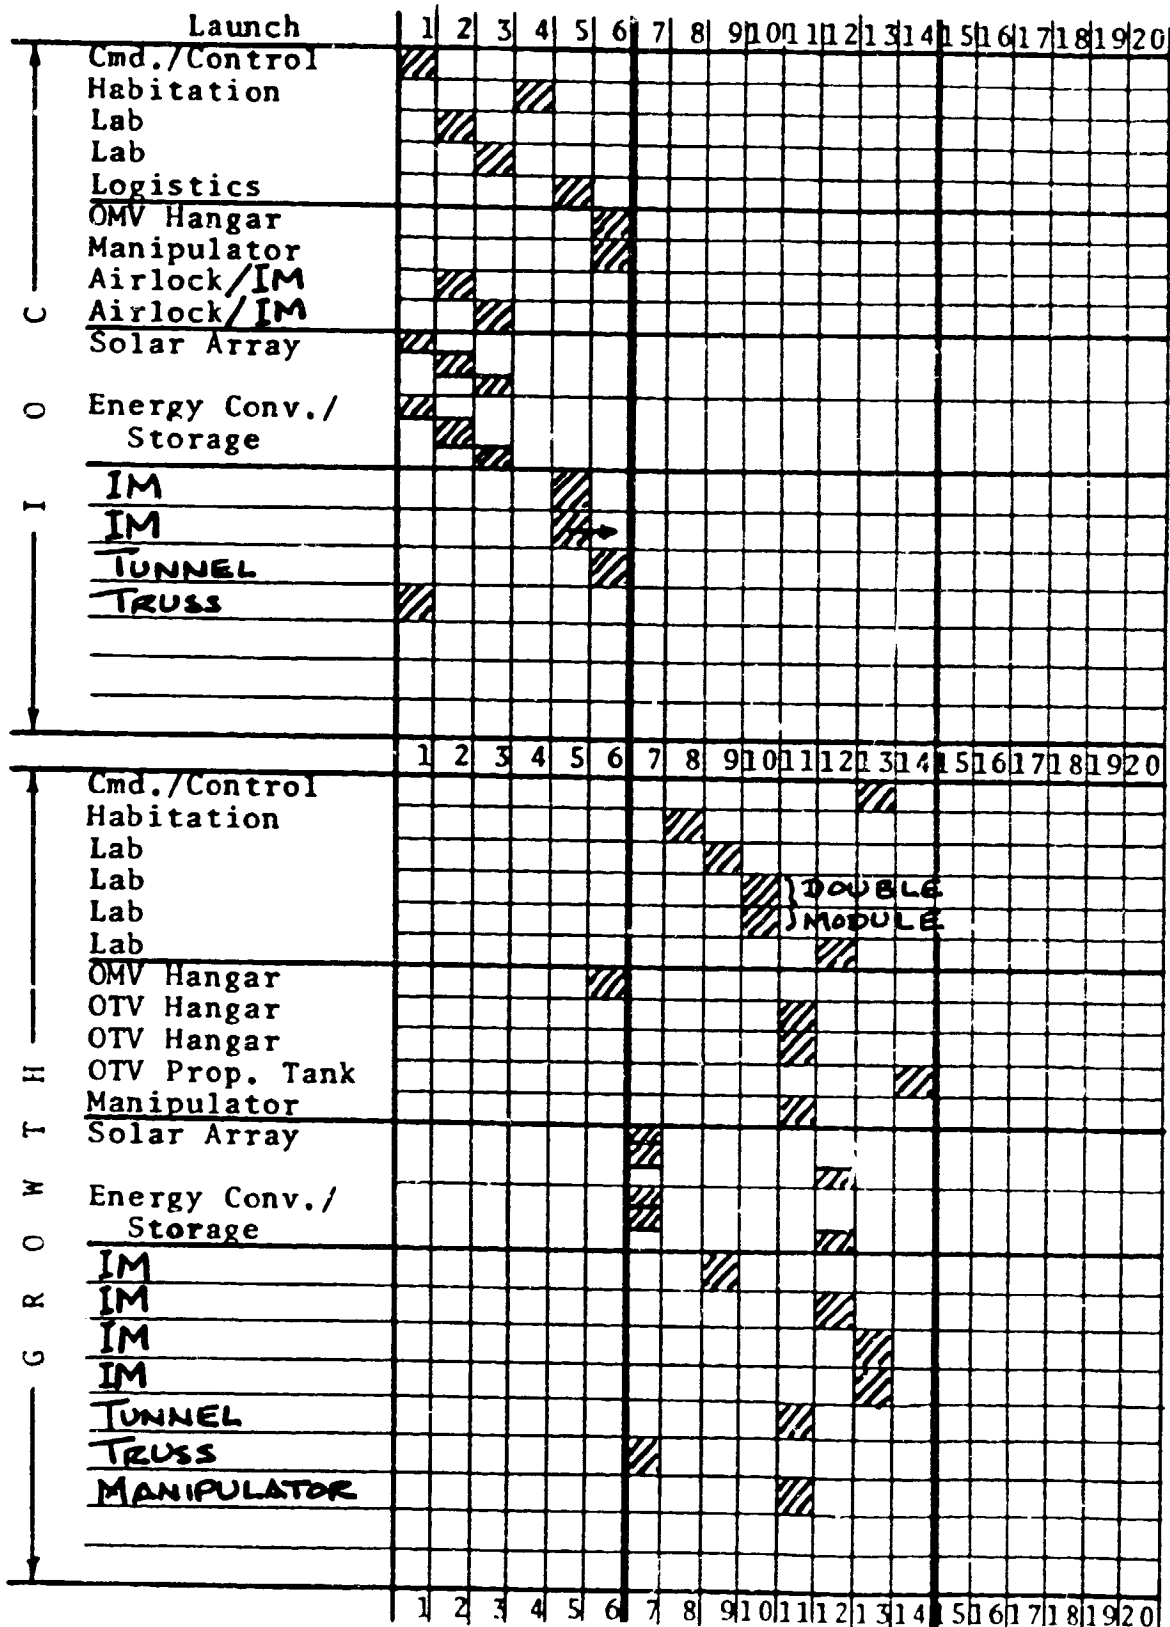 Launch 1 2 3 4 5 6 7 8 9 10 11 12 13 14 15 16 17 18 19 20
I O C
Cmd./Control
Habitation
Lab
Lab
Logistics
OMV Hangar
Manipulator
Airlock/IM
Airlock/IM
Solar Array
Energy Conv./
Storage
IM
IM
TUNNEL
TRUSS
1 2 3 4 5 6 7 8 9 10 11 12 13 14 15 16 17 18 19 20
GROWTH
Cmd./Control
Habitation
Lab
Lab } DOUBLE
Lab } MODULE
Lab
OMV Hangar
OTV Hangar
OTV Hangar
OTV Prop. Tank
Manipulator
Solar Array
Energy Conv./
Storage
IM
IM
IM
IM
TUNNEL
TRUSS
MANIPULATOR
1 2 3 4 5 6 7 8 9 10 11 12 13 14 15 16 17 18 19 20